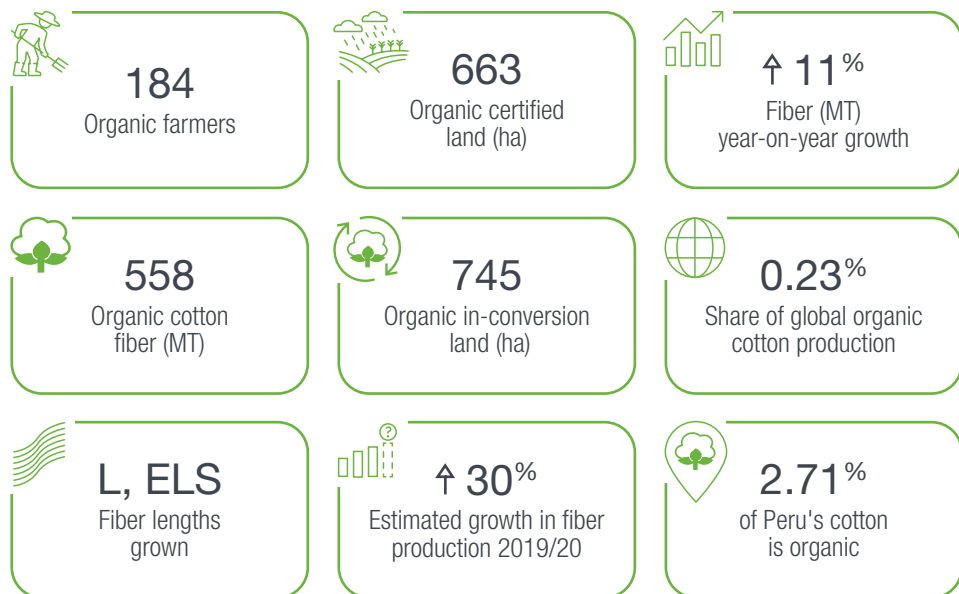 184
Organic farmers
663
Organic certified
land (ha)
↑ 11%
Fiber (MT)
year-on-year growth
558
Organic cotton
fiber (MT)
745
Organic in-conversion
land (ha)
0.23%
Share of global organic
cotton production
L, ELS
Fiber lengths
grown
?
↑ 30%
Estimated growth in fiber
production 2019/20
2.71%
of Peru's cotton
is organic